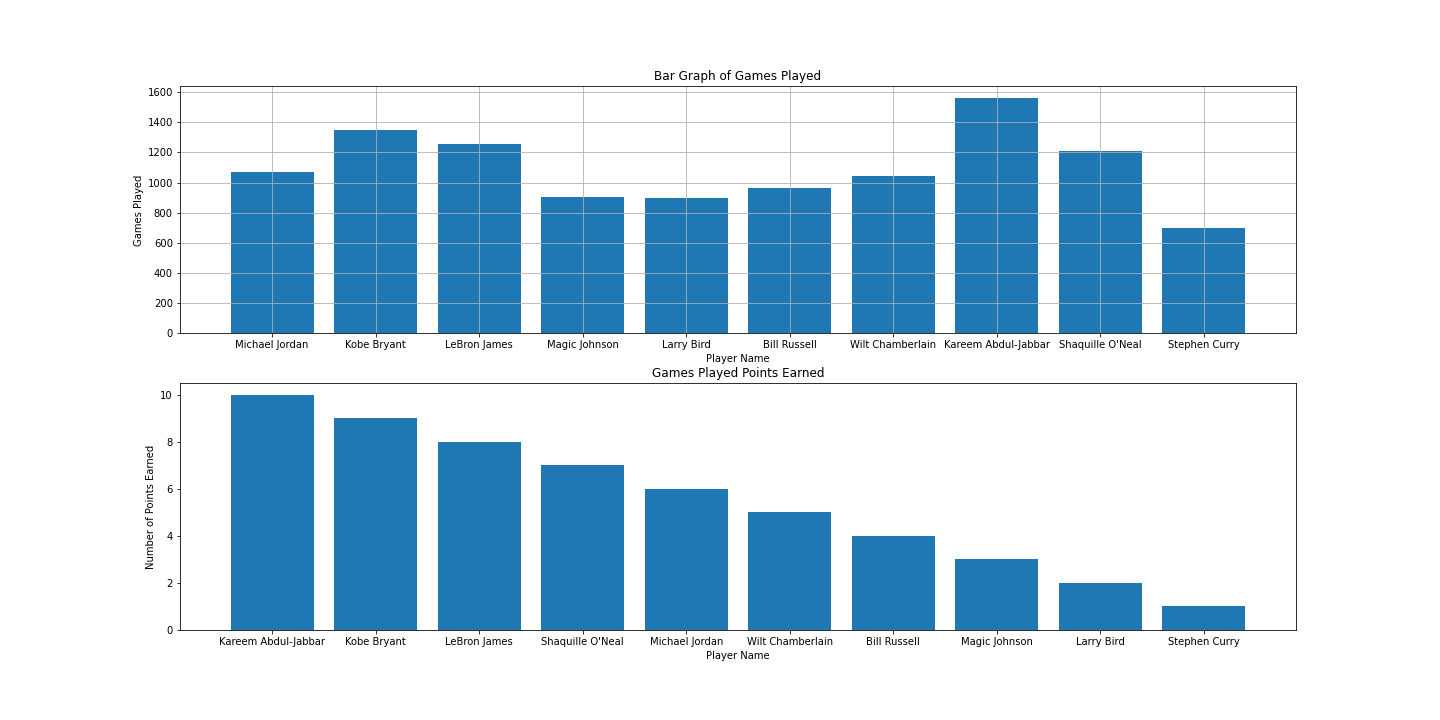 Bar Graph of Games Played
1600
1400
1200
1000
800
600
400
200
0
Games Played
Michael Jordan Kobe Bryant LeBron James Magic Johnson Larry Bird Bill Russell Wilt Chamberlain Kareem Abdul-Jabbar Shaquille O'Neal Stephen Curry
Player Name
Games Played Points Earned
10
8
6
4
2
0
Number of Points Earned
Kareem Abdul-Jabbar Kobe Bryant LeBron James Shaquille O'Neal Michael Jordan Wilt Chamberlain Bill Russell Magic Johnson Larry Bird Stephen Curry
Player Name